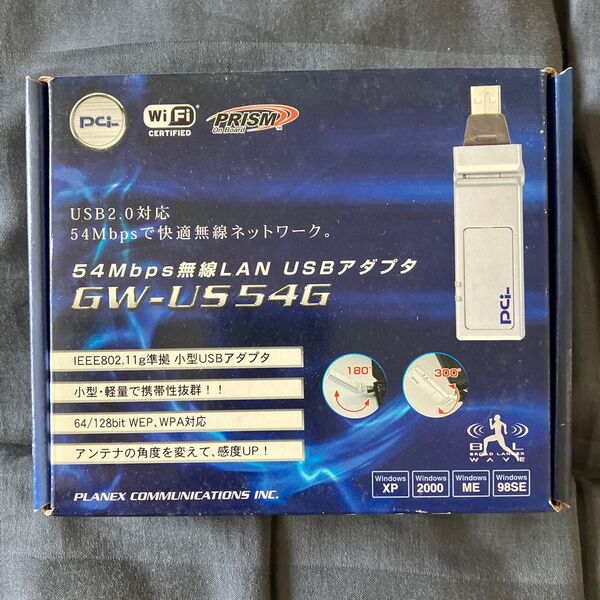 PCi
Wi Fi
CERTIFIED
PRISM
On Board
TM
USB2.0対応
54Mbpsで快適無線ネットワーク。
54Mbps無線LAN USBアダプタ
GW-US54G
PCi
IEEE802.11g準拠 小型USBアダプタ
小型・軽量で携帯性抜群！！
64/128bit WEP、WPA対応
アンテナの角度を変えて、感度UP！
180°
300°
BROAD LANNER
WAVE
Windows
XP
Windows
2000
Windows
ME
Windows
98SE
PLANEX COMMUNICATIONS INC.